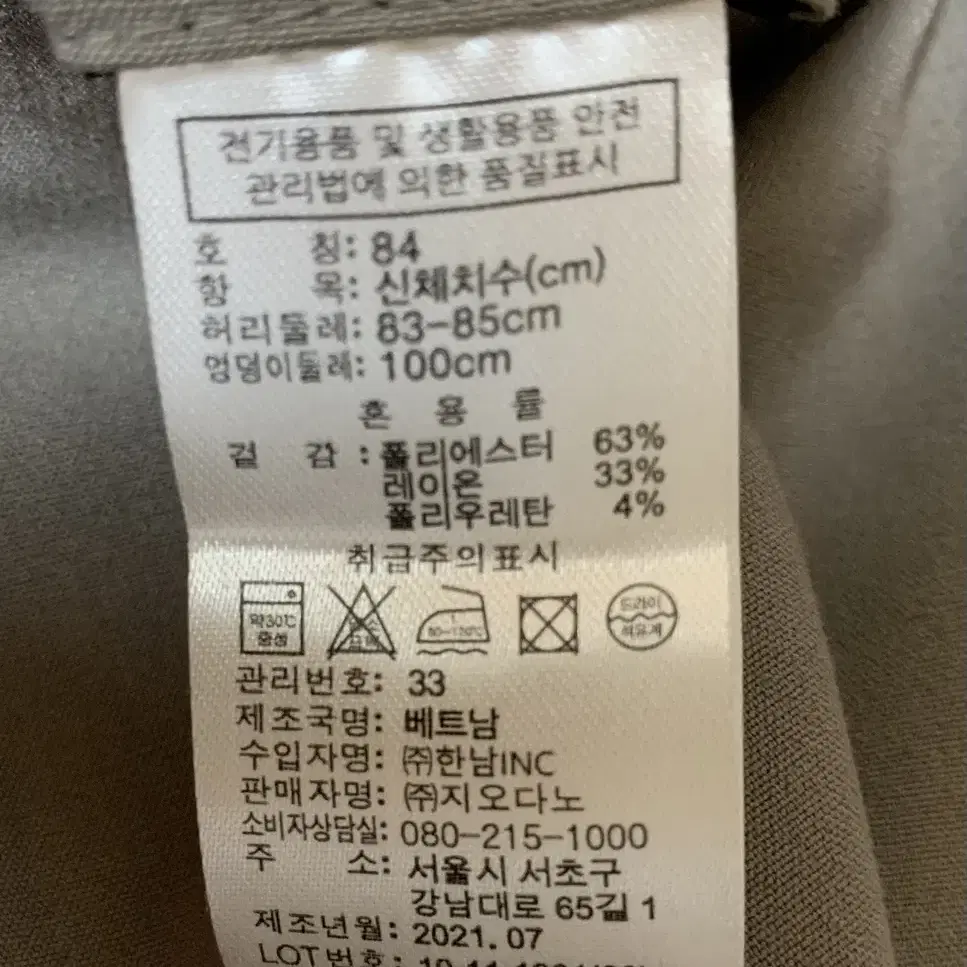 전기용품 및 생활용품 안전
관리법에 의한 품질표시
호 칭: 84
항 목: 신체치수(cm)
허리둘레: 83-85cm
엉덩이둘레: 100cm
혼 용 률
겉 감 : 폴리에스터 63%
레이온 33%
폴리우레탄 4%
취급주의표시
약30℃
중성
드라이
석유계
관리번호: 33
제조국명: 베트남
수입자명: ㈜한남INC
판매자명: ㈜지오다노
소비자상담실: 080-215-1000
주 소: 서울시 서초구
강남대로 65길 1
제조년월: 2021. 07
LOT번호: